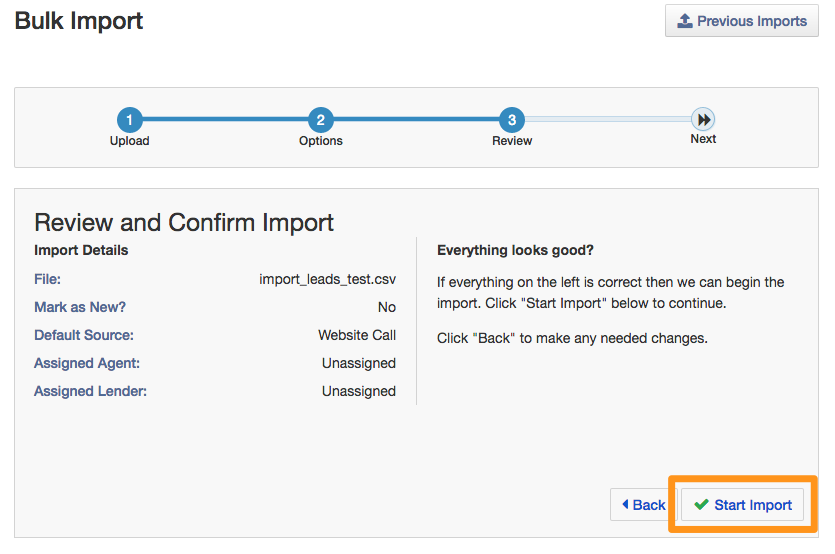 Bulk Import
Previous Imports
1
2
3
Upload
Options
Review
Next
Review and Confirm Import
Import Details
File: import_leads_test.csv
Mark as New? No
Default Source: Website Call
Assigned Agent: Unassigned
Assigned Lender: Unassigned
Everything looks good?
If everything on the left is correct then we can begin the
import. Click "Start Import" below to continue.
Click "Back" to make any needed changes.
Back
Start Import